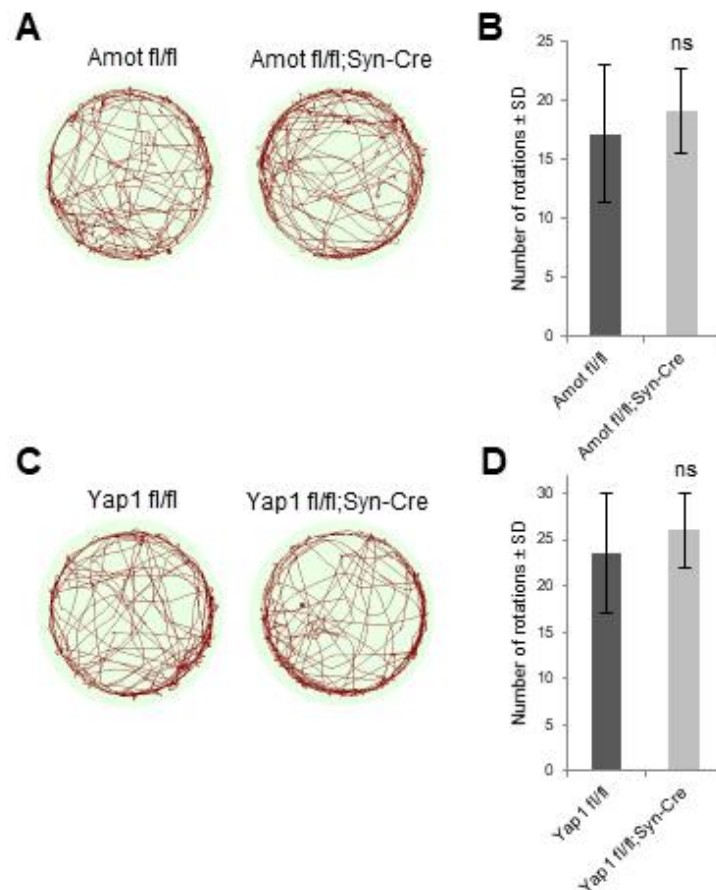 A
Amot fl/fl
Amot fl/fl;Syn-Cre
B
ns
25
20
15
10
5
0
Number of rotations ± SD
Amot fl/fl
Amot fl/fl;Syn-Cre
C
Yap1 fl/fl
Yap1 fl/fl;Syn-Cre
D
ns
30
25
20
15
10
5
0
Number of rotations ± SD
Yap1 fl/fl
Yap1 fl/fl;Syn-Cre